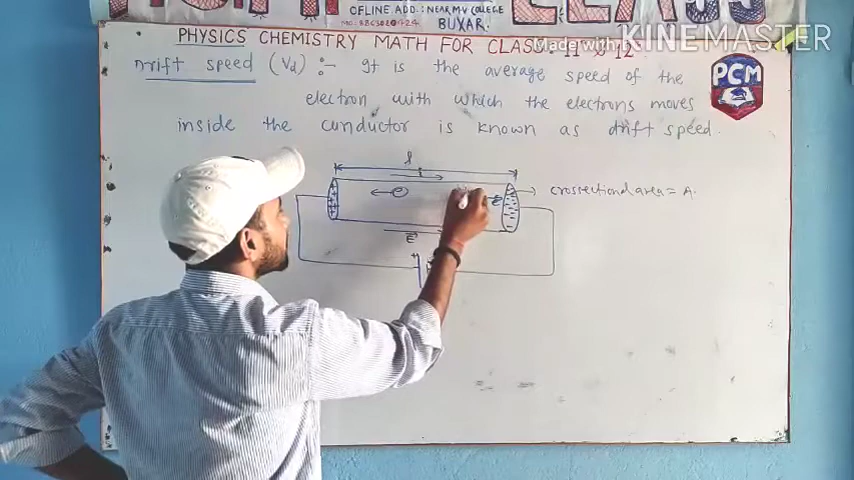 OFLINE ADD:- NEAR MV COLLEGE
BUXAR.
Made with
KINEMASTER
PHYSICS CHEMISTRY MATH FOR CLASS: 11 & 12
PCM
Drift speed (Vd) :- It is the average speed of the
electron with which the electrons moves
inside the conductor is known as drift speed.
l
e
crossectional area = A.
E
+